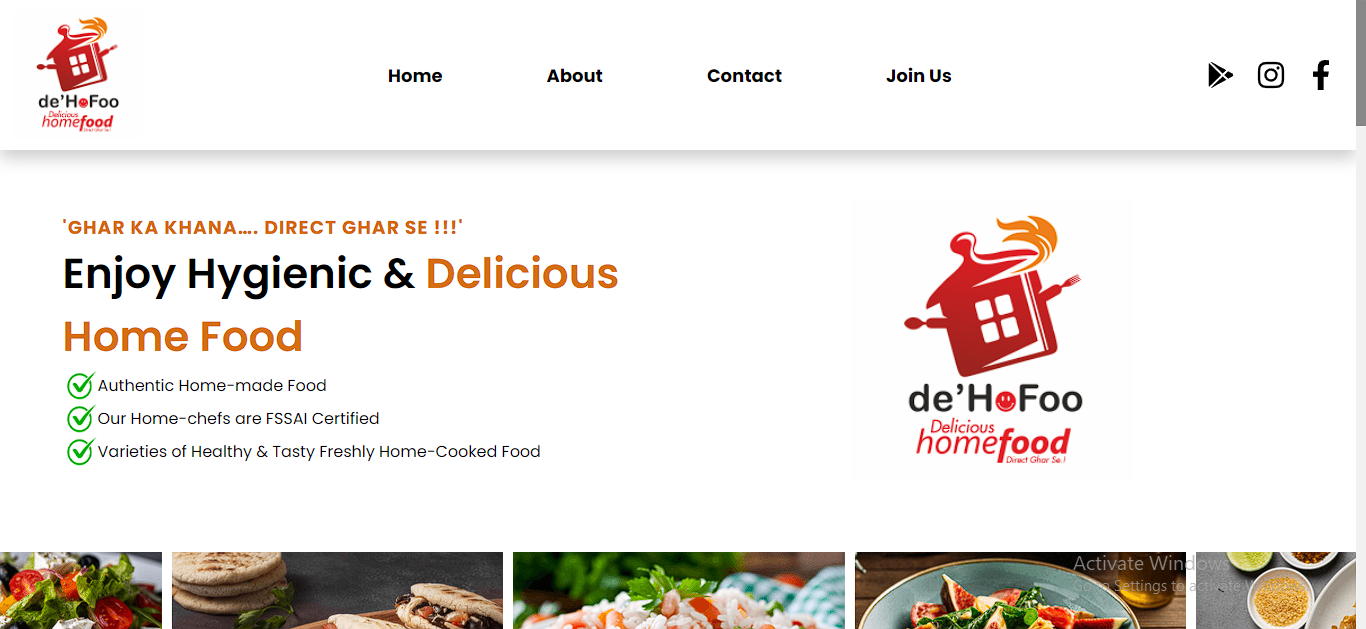 de'HoFoo
Delicious
homefood
Direct Ghar Se.!
Home
About
Contact
Join Us
'GHAR KA KHANA.... DIRECT GHAR SE !!!'
Enjoy Hygienic & Delicious
Home Food
Authentic Home-made Food
Our Home-chefs are FSSAI Certified
Varieties of Healthy & Tasty Freshly Home-Cooked Food
de'HoFoo
Delicious
homefood
Direct Ghar Se.!
Activate Windows
Go to Settings to activate Windows.